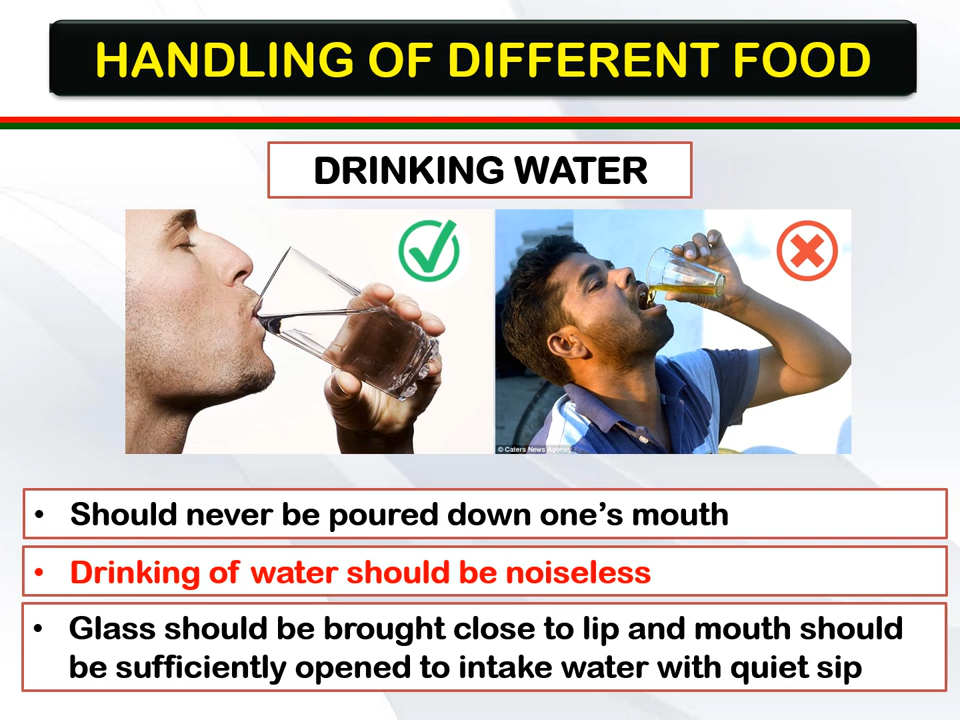 HANDLING OF DIFFERENT FOOD
DRINKING WATER
© Caters News Agency
• Should never be poured down one’s mouth
• Drinking of water should be noiseless
• Glass should be brought close to lip and mouth should
be sufficiently opened to intake water with quiet sip